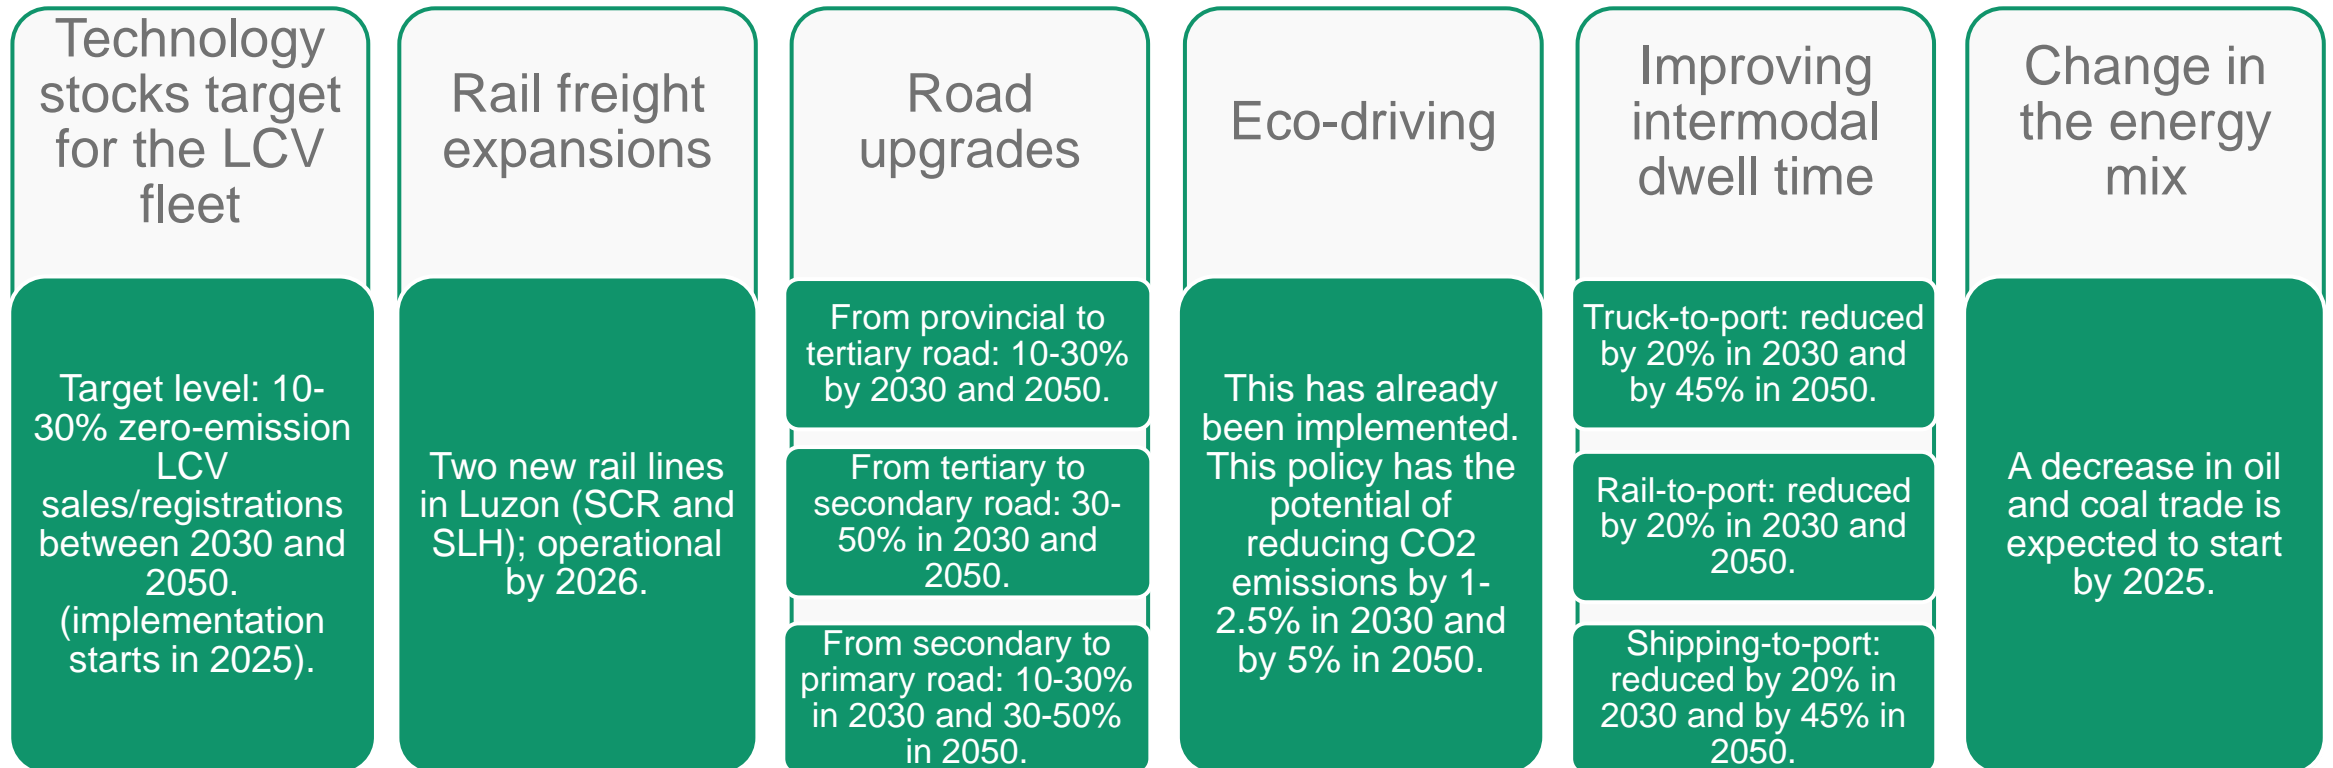 Technology
stocks target
for the LCV
fleet
Target level: 10-
30% zero-emission
LCV
sales/registrations
between 2030 and
2050.
(implementation
starts in 2025).
Rail freight
expansions
Two new rail lines
in Luzon (SCR and
SLH); operational
by 2026.
Road
upgrades
From provincial to
tertiary road: 10-30%
by 2030 and 2050.
From tertiary to
secondary road: 30-
50% in 2030 and
2050.
From secondary to
primary road: 10-30%
in 2030 and 30-50%
in 2050.
Eco-driving
This has already
been implemented.
This policy has the
potential of
reducing CO2
emissions by 1-
2.5% in 2030 and
by 5% in 2050.
Improving
intermodal
dwell time
Truck-to-port: reduced
by 20% in 2030 and
by 45% in 2050.
Rail-to-port: reduced
by 20% in 2030 and
2050.
Shipping-to-port:
reduced by 20% in
2030 and by 45% in
2050.
Change in
the energy
mix
A decrease in oil
and coal trade is
expected to start
by 2025.